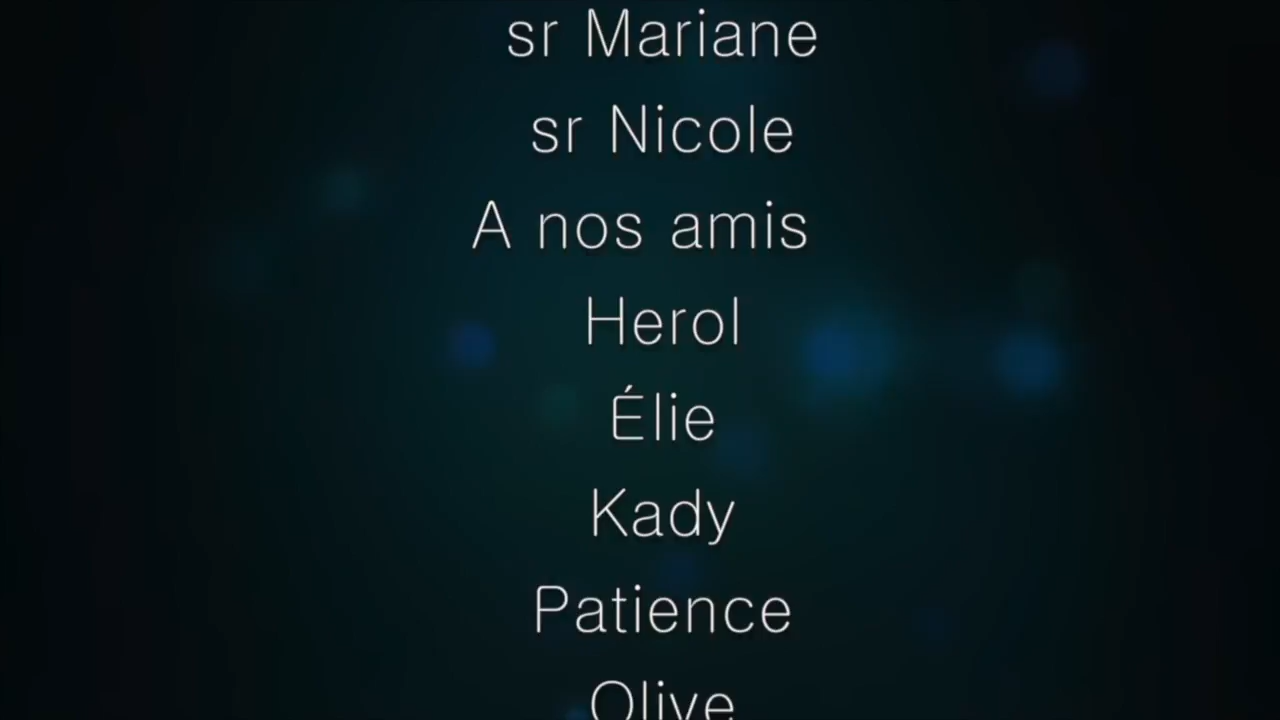 sr Mariane
sr Nicole
A nos amis
Herol
Élie
Kady
Patience
Olive